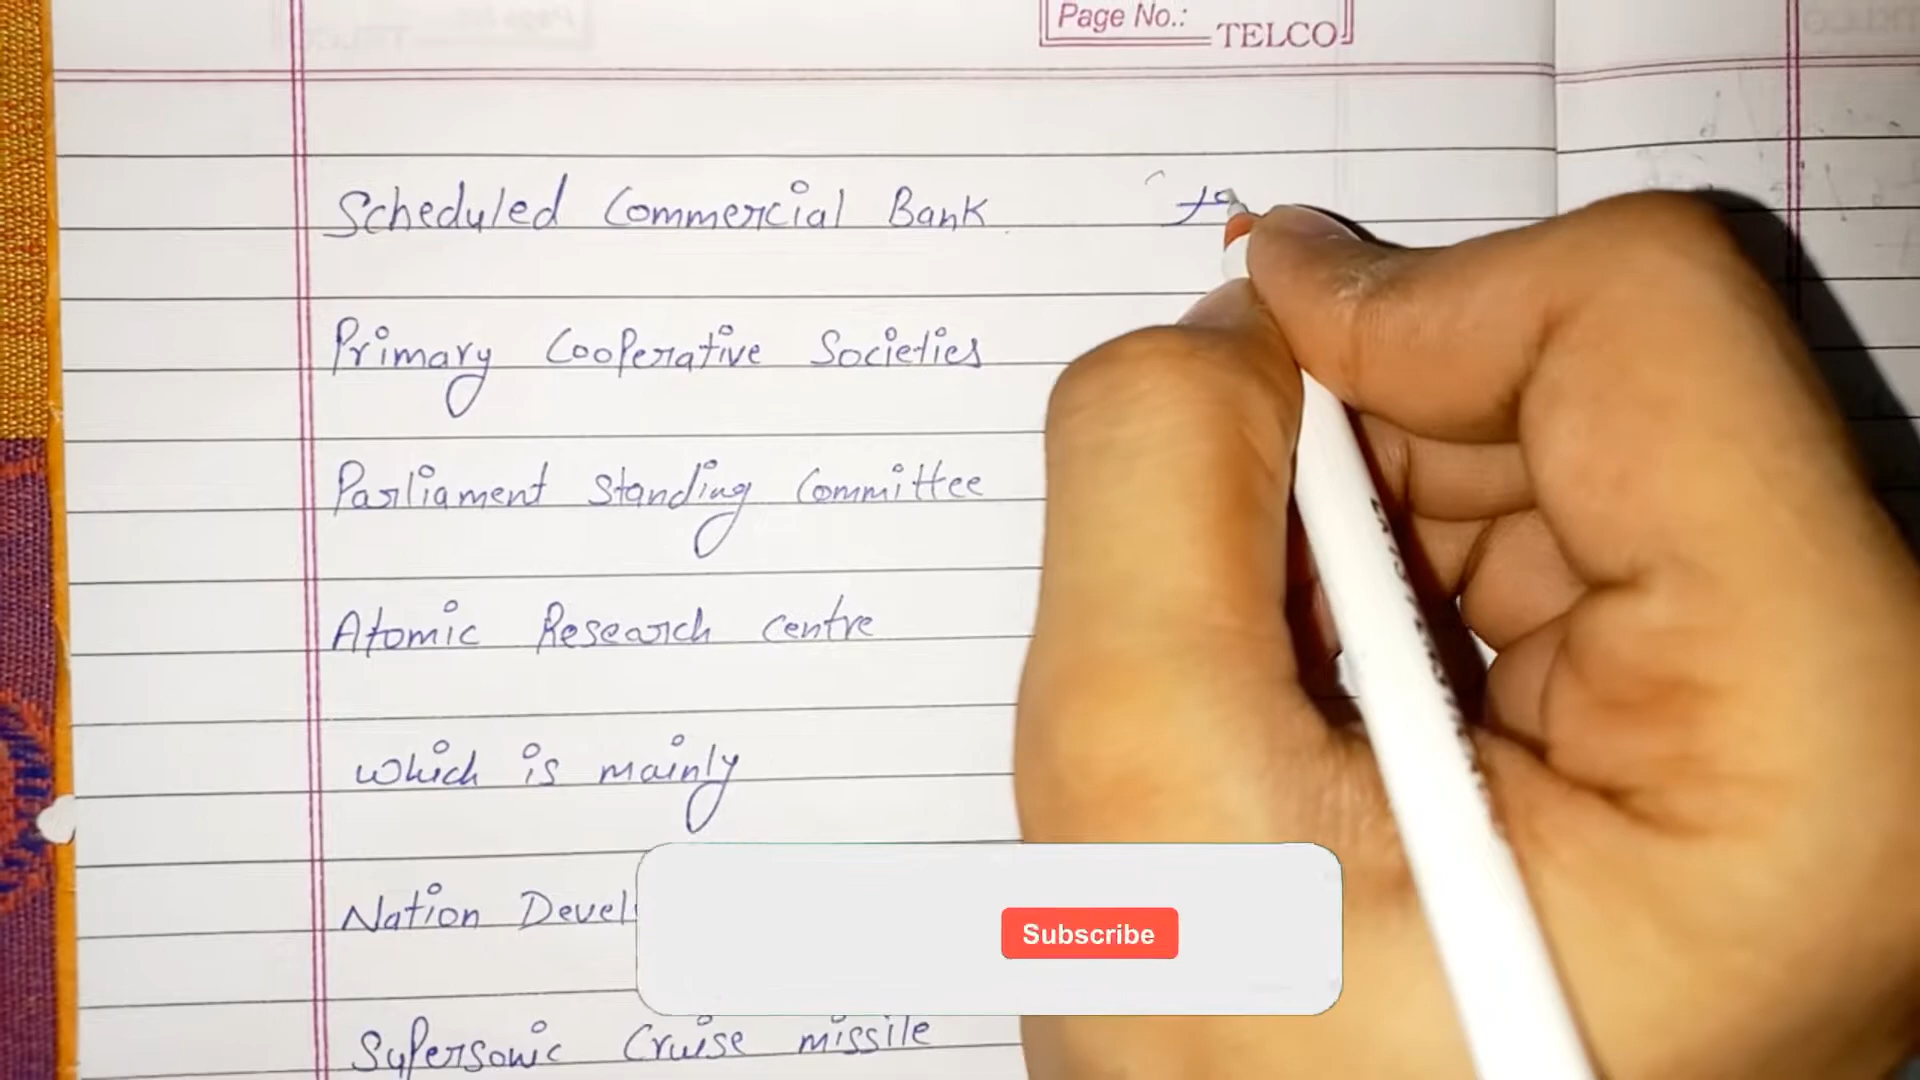 Page No.:
TELCO
Scheduled Commercial Bank
Primary Cooperative Societies
Parliament Standing Committee
Atomic Research centre
which is mainly
Nation
Subscribe
Supersonic Cruise missile